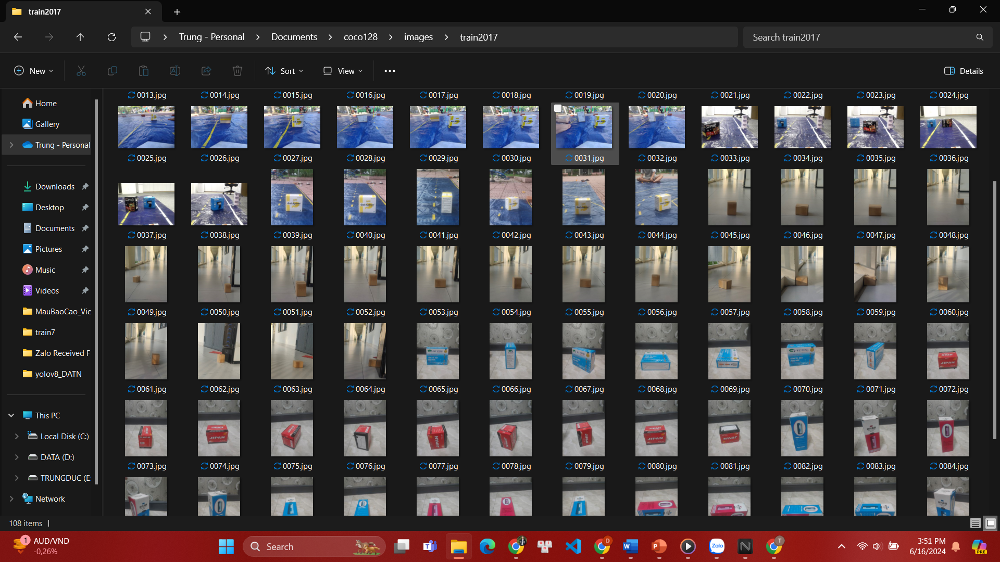 train2017
Trung - Personal
Documents
coco128
images
train2017
Search train2017
New
Sort
View
Details
Home
Gallery
Trung - Personal
Downloads
Desktop
Documents
Pictures
Music
Videos
MauBaoCao_Vie
train7
Zalo Received F
yolov8_DATN
This PC
Local Disk (C:)
DATA (D:)
TRUNGDUC (E
Network
0013.jpg 0014.jpg 0015.jpg 0016.jpg 0017.jpg 0018.jpg 0019.jpg 0020.jpg 0021.jpg 0022.jpg 0023.jpg 0024.jpg
0025.jpg 0026.jpg 0027.jpg 0028.jpg 0029.jpg 0030.jpg 0031.jpg 0032.jpg 0033.jpg 0034.jpg 0035.jpg 0036.jpg
0037.jpg 0038.jpg 0039.jpg 0040.jpg 0041.jpg 0042.jpg 0043.jpg 0044.jpg 0045.jpg 0046.jpg 0047.jpg 0048.jpg
0049.jpg 0050.jpg 0051.jpg 0052.jpg 0053.jpg 0054.jpg 0055.jpg 0056.jpg 0057.jpg 0058.jpg 0059.jpg 0060.jpg
0061.jpg 0062.jpg 0063.jpg 0064.jpg 0065.jpg 0066.jpg 0067.jpg 0068.jpg 0069.jpg 0070.jpg 0071.jpg 0072.jpg
JIPAN
0073.jpg 0074.jpg 0075.jpg 0076.jpg 0077.jpg 0078.jpg 0079.jpg 0080.jpg 0081.jpg 0082.jpg 0083.jpg 0084.jpg
108 items
1
AUD/VND
-0,26%
Search
Zalo
D
T
3:51 PM
6/16/2024
PRE